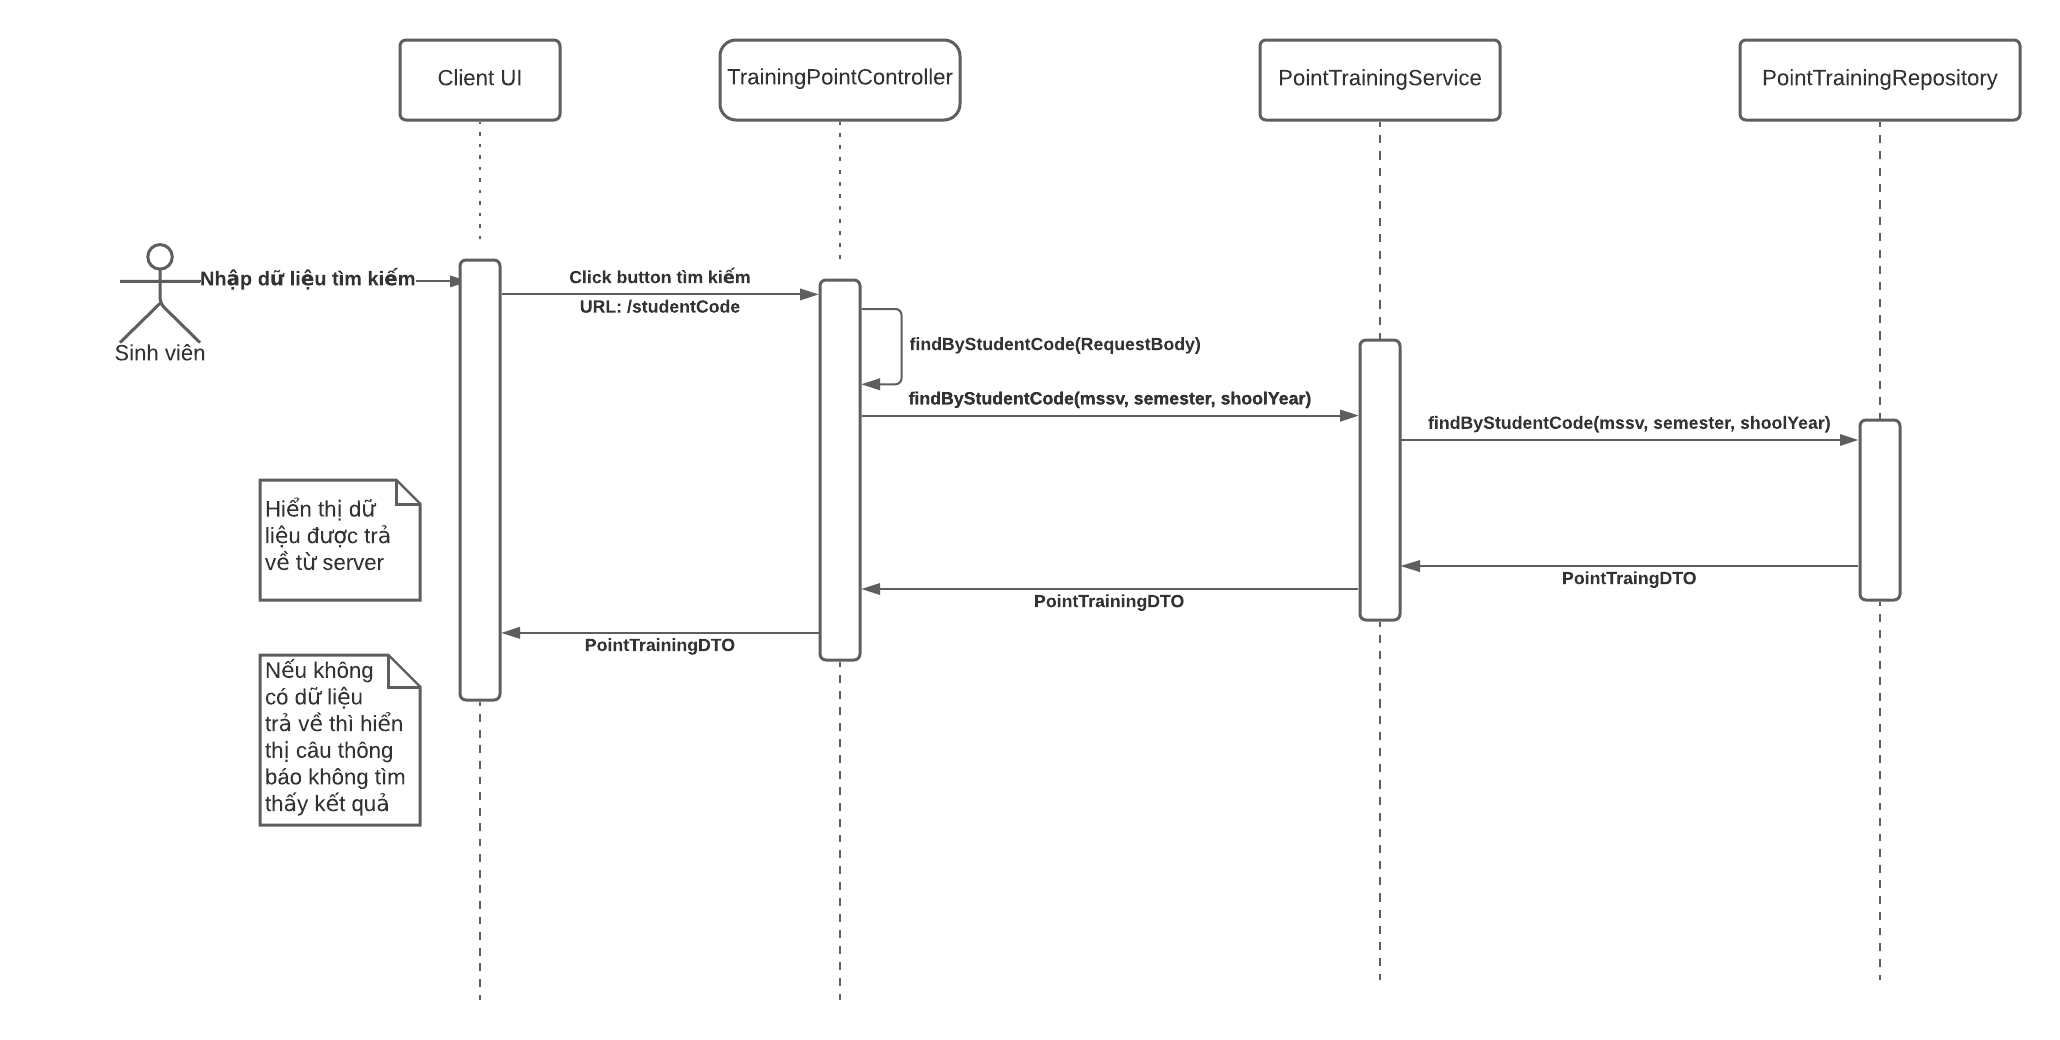 Client UI
TrainingPointController
PointTrainingService
PointTrainingRepository
Nhập dữ liệu tìm kiếm
Click button tìm kiếm
URL: /studentCode
Sinh viên
findByStudentCode(RequestBody)
findByStudentCode(mssv, semester, shoolYear)
findByStudentCode(mssv, semester, shoolYear)
Hiển thị dữ
liệu được trả
về từ server
PointTraingDTO
PointTrainingDTO
PointTrainingDTO
Nếu không
có dữ liệu
trả về thì hiển
thị câu thông
báo không tìm
thấy kết quả